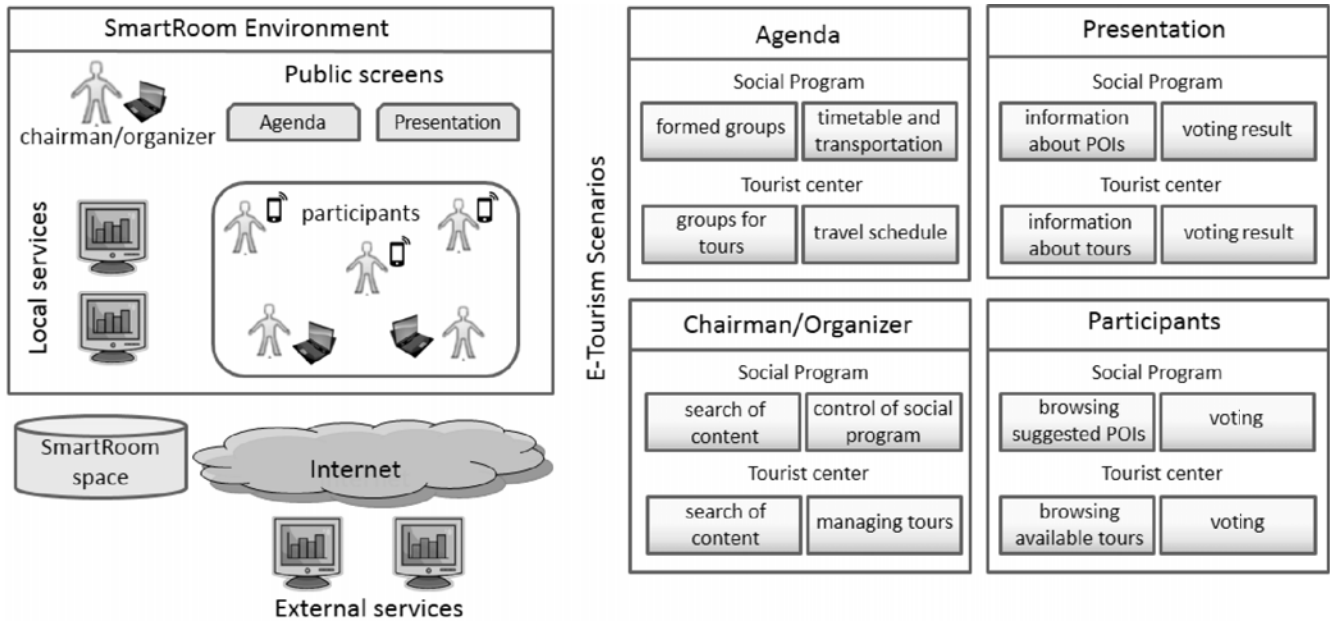 SmartRoom Environment
Public screens
chairman/organizer
Agenda
Presentation
Local services
participants
SmartRoom
space
Internet
External services
E-Tourism Scenarios
Agenda
Social Program
formed groups
timetable and
transportation
Tourist center
groups for
tours
travel schedule
Presentation
Social Program
information
about POIs
voting result
Tourist center
information
about tours
voting result
Chairman/Organizer
Social Program
search of
content
control of social
program
Tourist center
search of
content
managing tours
Participants
Social Program
browsing
suggested POIs
voting
Tourist center
browsing
available tours
voting